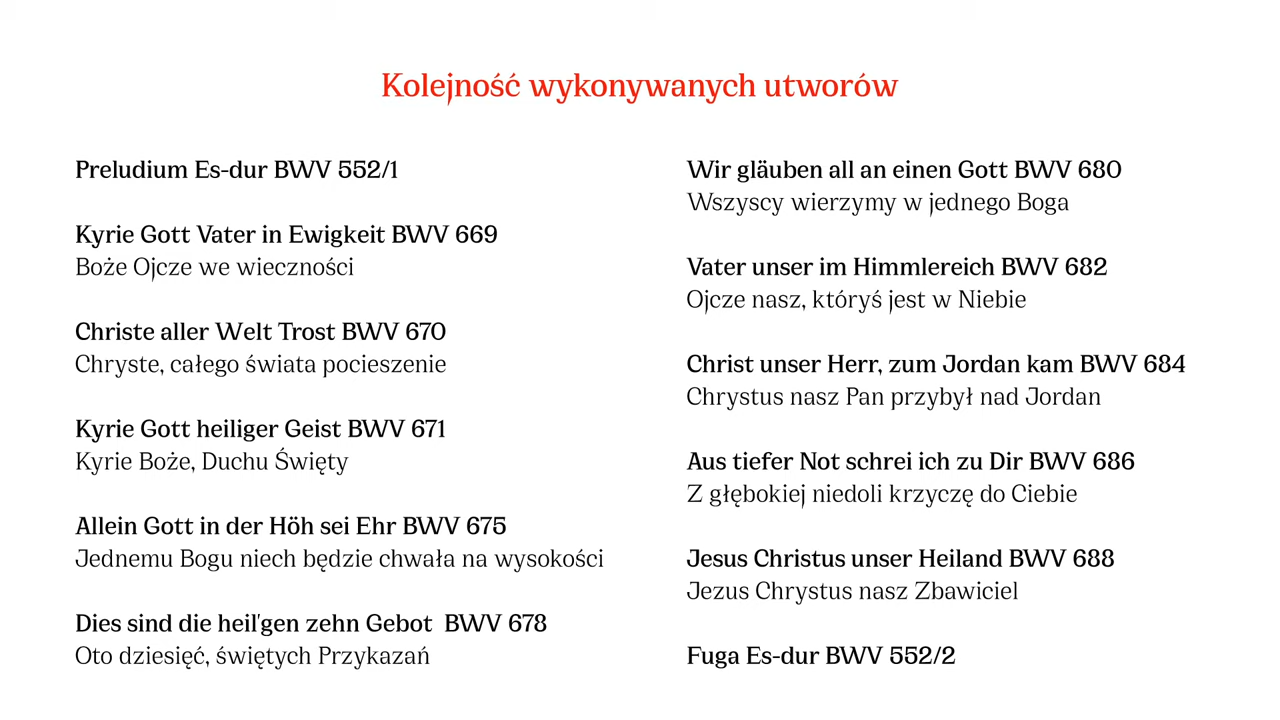 Kolejność wykonywanych utworów
Preludium Es-dur BWV 552/1
Kyrie Gott Vater in Ewigkeit BWV 669
Boże Ojcze we wieczności
Christe aller Welt Trost BWV 670
Chryste, całego świata pocieszenie
Kyrie Gott heiliger Geist BWV 671
Kyrie Boże, Duchu Święty
Allein Gott in der Höh sei Ehr BWV 675
Jednemu Bogu niech będzie chwała na wysokości
Dies sind die heil'gen zehn Gebot  BWV 678
Oto dziesięć, świętych Przykazań
Wir gläuben all an einen Gott BWV 680
Wszyscy wierzymy w jednego Boga
Vater unser im Himmlereich BWV 682
Ojcze nasz, któryś jest w Niebie
Christ unser Herr, zum Jordan kam BWV 684
Chrystus nasz Pan przybył nad Jordan
Aus tiefer Not schrei ich zu Dir BWV 686
Z głębokiej niedoli krzyczę do Ciebie
Jesus Christus unser Heiland BWV 688
Jezus Chrystus nasz Zbawiciel
Fuga Es-dur BWV 552/2